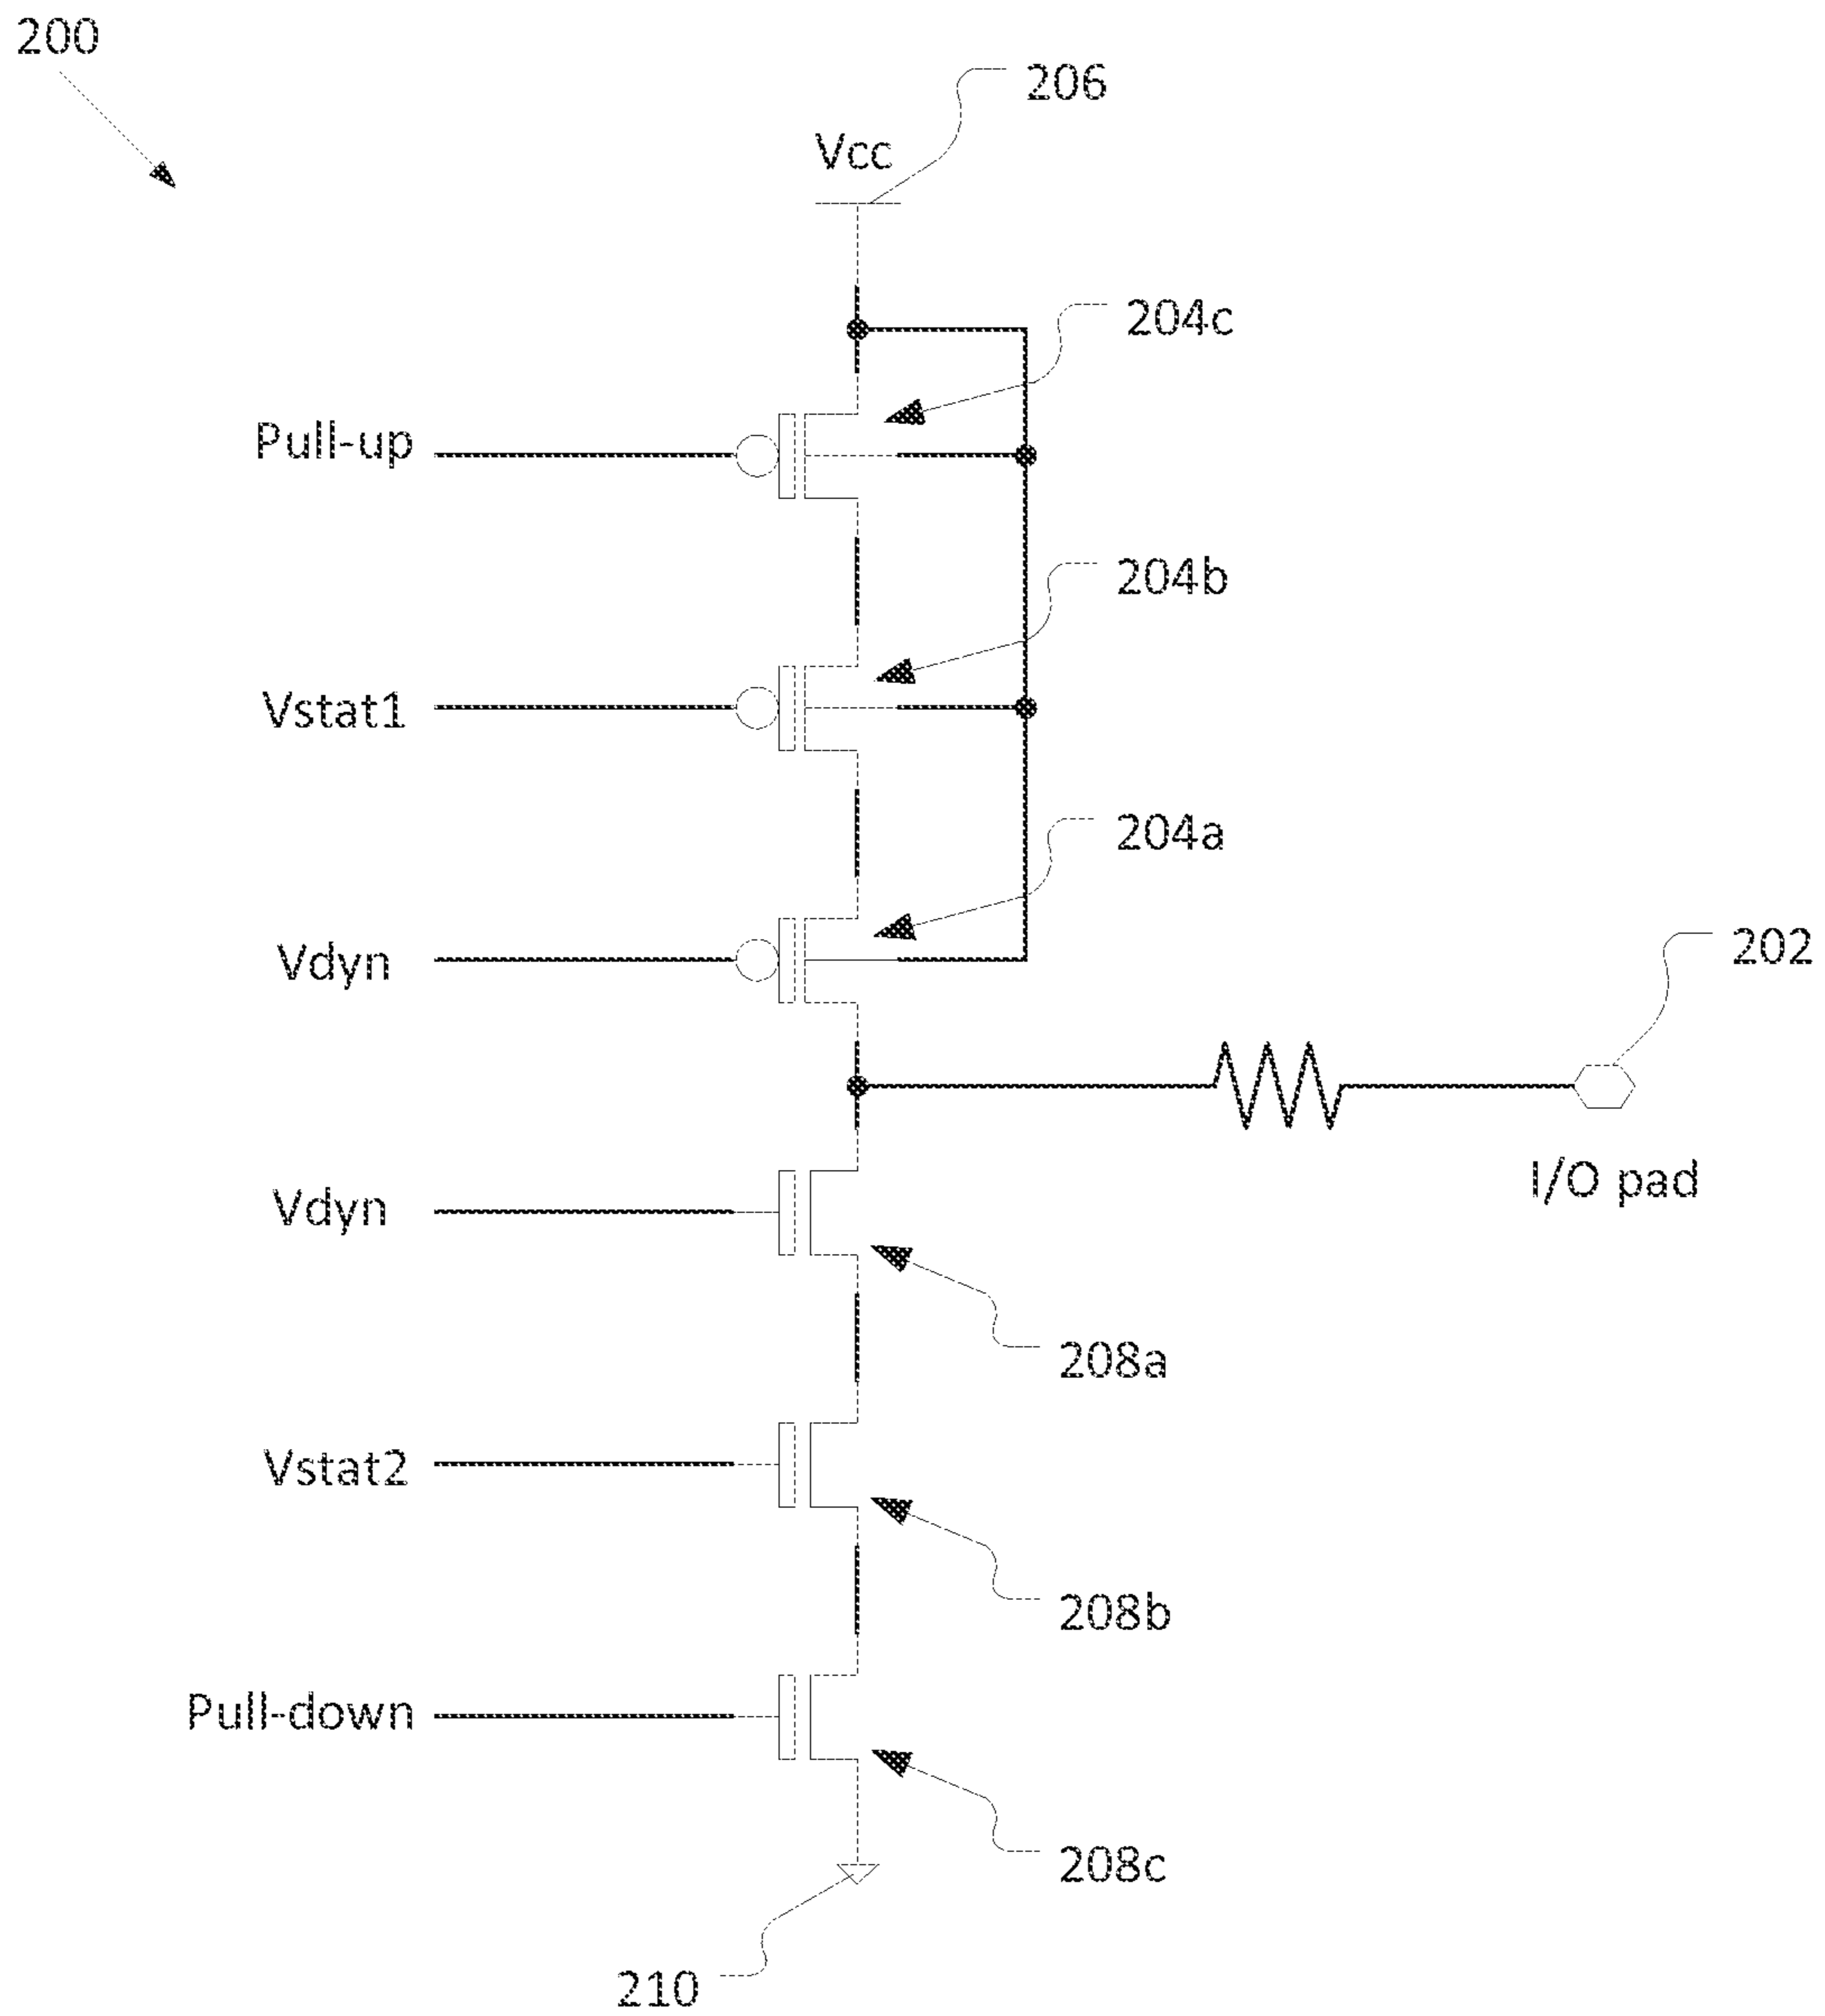 200
206
Vcc
204c
Pull-up
204b
Vstat1
204a
Vdyn
202
I/O pad
Vdyn
208a
Vstat2
208b
Pull-down
208c
210